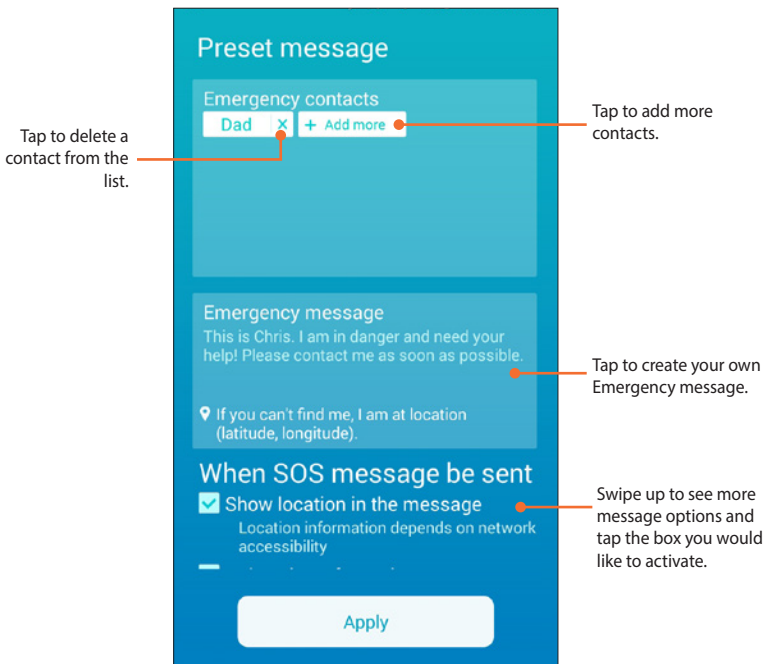 Preset message
Emergency contacts
Dad × + Add more
Tap to delete a
contact from the
list.
Tap to add more
contacts.
Emergency message
This is Chris. I am in danger and need your
help! Please contact me as soon as possible.
If you can't find me, I am at location
(latitude, longitude).
Tap to create your own
Emergency message.
When SOS message be sent
Show location in the message
Location information depends on network
accessibility
Swipe up to see more
message options and
tap the box you would
like to activate.
Apply